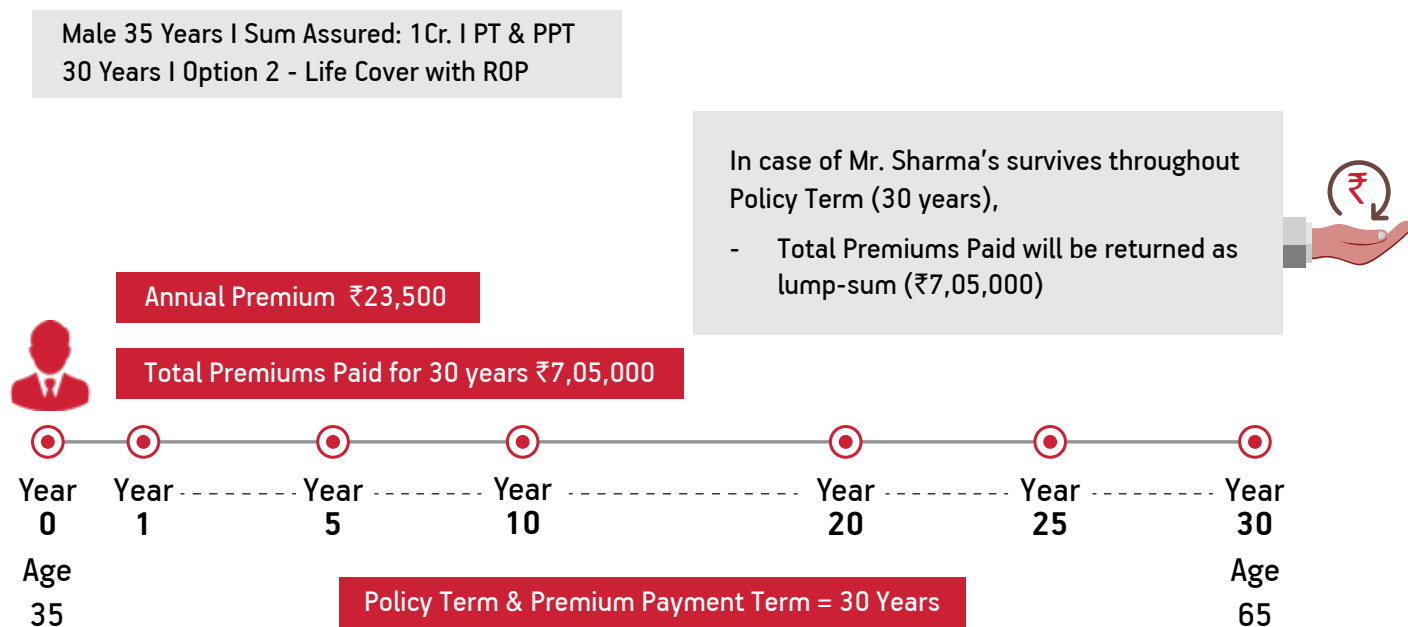 Male 35 Years I Sum Assured: 1Cr. I PT & PPT
30 Years I Option 2 - Life Cover with ROP
In case of Mr. Sharma's survives throughout
Policy Term (30 years),
- Total Premiums Paid will be returned as
lump-sum (₹7,05,000)
₹
Annual Premium ₹23,500
Total Premiums Paid for 30 years ₹7,05,000
Year Year Year Year Year Year Year
0 1 5 10 20 25 30
Age Age
35 65
Policy Term & Premium Payment Term = 30 Years